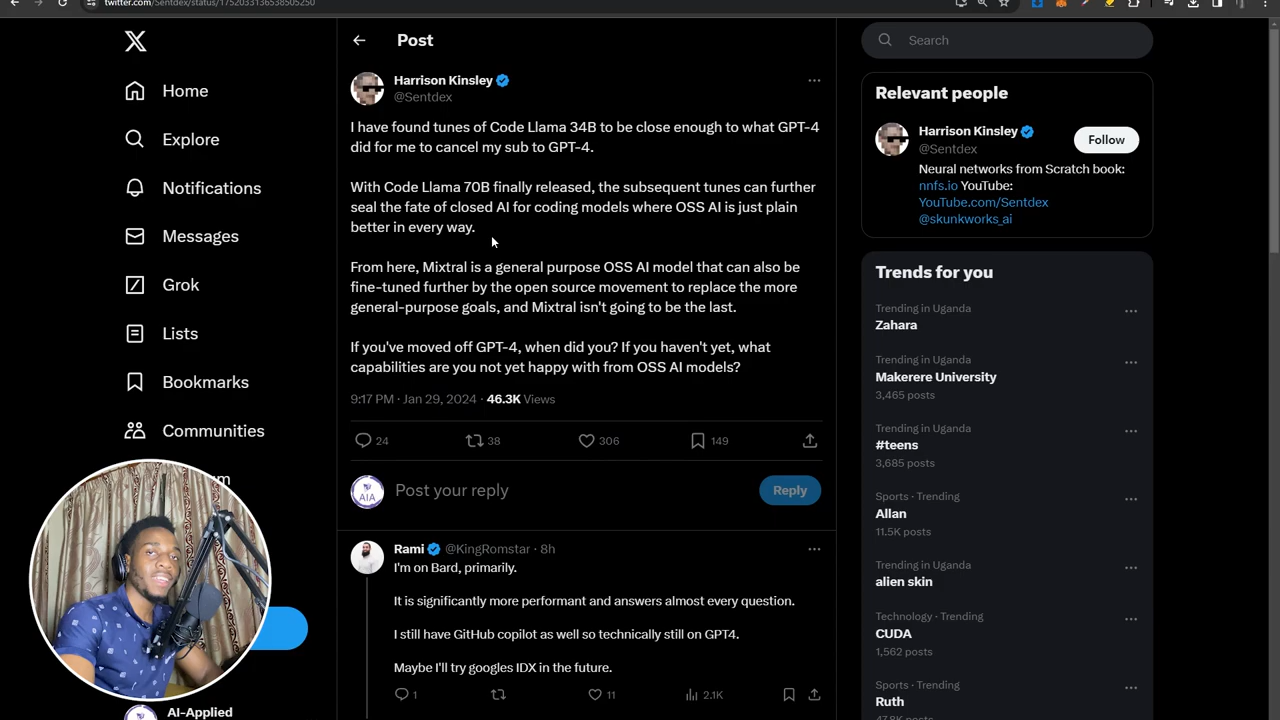 twitter.com/Sentdex/status/1752033136538505250
Home
Explore
Notifications
Messages
Grok
Lists
Bookmarks
Communities
AI-Applied
Post
Harrison Kinsley
@Sentdex
I have found tunes of Code Llama 34B to be close enough to what GPT-4
did for me to cancel my sub to GPT-4.
With Code Llama 70B finally released, the subsequent tunes can further
seal the fate of closed AI for coding models where OSS AI is just plain
better in every way.
From here, Mixtral is a general purpose OSS AI model that can also be
fine-tuned further by the open source movement to replace the more
general-purpose goals, and Mixtral isn't going to be the last.
If you've moved off GPT-4, when did you? If you haven't yet, what
capabilities are you not yet happy with from OSS AI models?
9:17 PM · Jan 29, 2024 · 46.3K Views
24 38 306 149
AIA
Post your reply
Reply
Rami @KingRomstar · 8h
I'm on Bard, primarily.
It is significantly more performant and answers almost every question.
I still have GitHub copilot as well so technically still on GPT4.
Maybe I'll try googles IDX in the future.
1 11 2.1K
Search
Relevant people
Harrison Kinsley
@Sentdex
Follow
Neural networks from Scratch book:
nnfs.io YouTube:
YouTube.com/Sentdex
@skunkworks_ai
Trends for you
Trending in Uganda
Zahara
Trending in Uganda
Makerere University
3,465 posts
Trending in Uganda
#teens
3,685 posts
Sports · Trending
Allan
11.5K posts
Trending in Uganda
alien skin
Technology · Trending
CUDA
1,562 posts
Sports · Trending
Ruth
47.8K posts